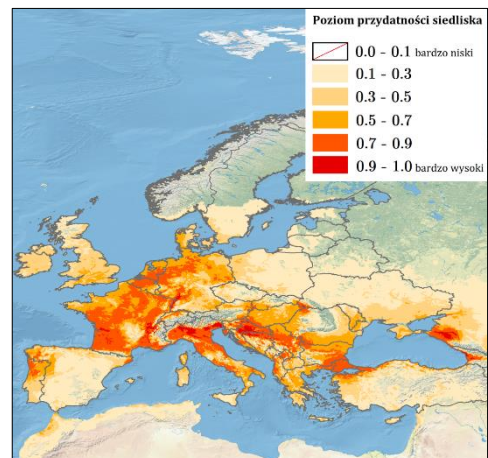 Poziom przydatności siedliska
0.0 - 0.1 bardzo niski
0.1 - 0.3
0.3 - 0.5
0.5 - 0.7
0.7 - 0.9
0.9 - 1.0 bardzo wysoki